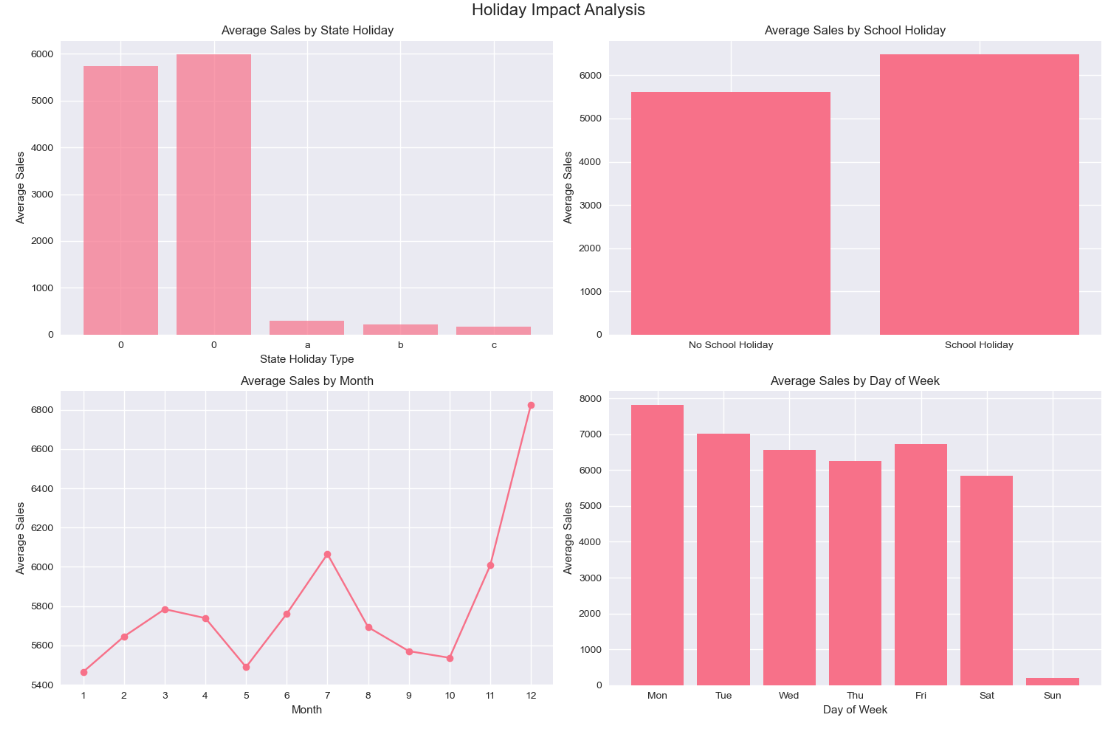 Holiday Impact Analysis
Average Sales by State Holiday
Average Sales
6000
5000
4000
3000
2000
1000
0
0 0 a b c
State Holiday Type
Average Sales by School Holiday
Average Sales
6000
5000
4000
3000
2000
1000
0
No School Holiday School Holiday
Average Sales by Month
Average Sales
6800
6600
6400
6200
6000
5800
5600
5400
1 2 3 4 5 6 7 8 9 10 11 12
Month
Average Sales by Day of Week
Average Sales
8000
7000
6000
5000
4000
3000
2000
1000
0
Mon Tue Wed Thu Fri Sat Sun
Day of Week